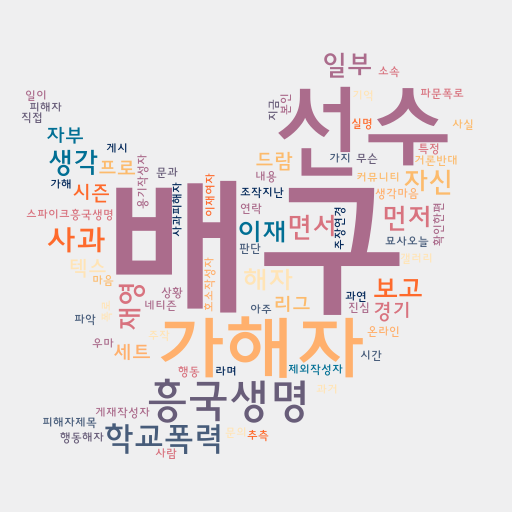 일부
소속
일이
피해자
직접
지금
본인
파문폭로
선수
실명
사실
자부
게시
특정
거론반대
생각
프로
용기작성자
문과
드람
가지
무슨
가해
사과피해자
이재여자
내용
커뮤니티
자신
시즌
조작지난
생각마음
스파이크흥국생명
배구
연락
먼저
확인한편
사과
이재
면서
주장연경
묘사오늘
판단
텍스
마음
상황
호소작성자
해자
과연
보고
재영
네티즌
아주
리그
진심
경기
파악
가해자
온라인
우마
세트
시간
행동
라며
제외작성자
흥국생명
게재작성자
피해자제목
학교폭력
행동해자
추측
사람